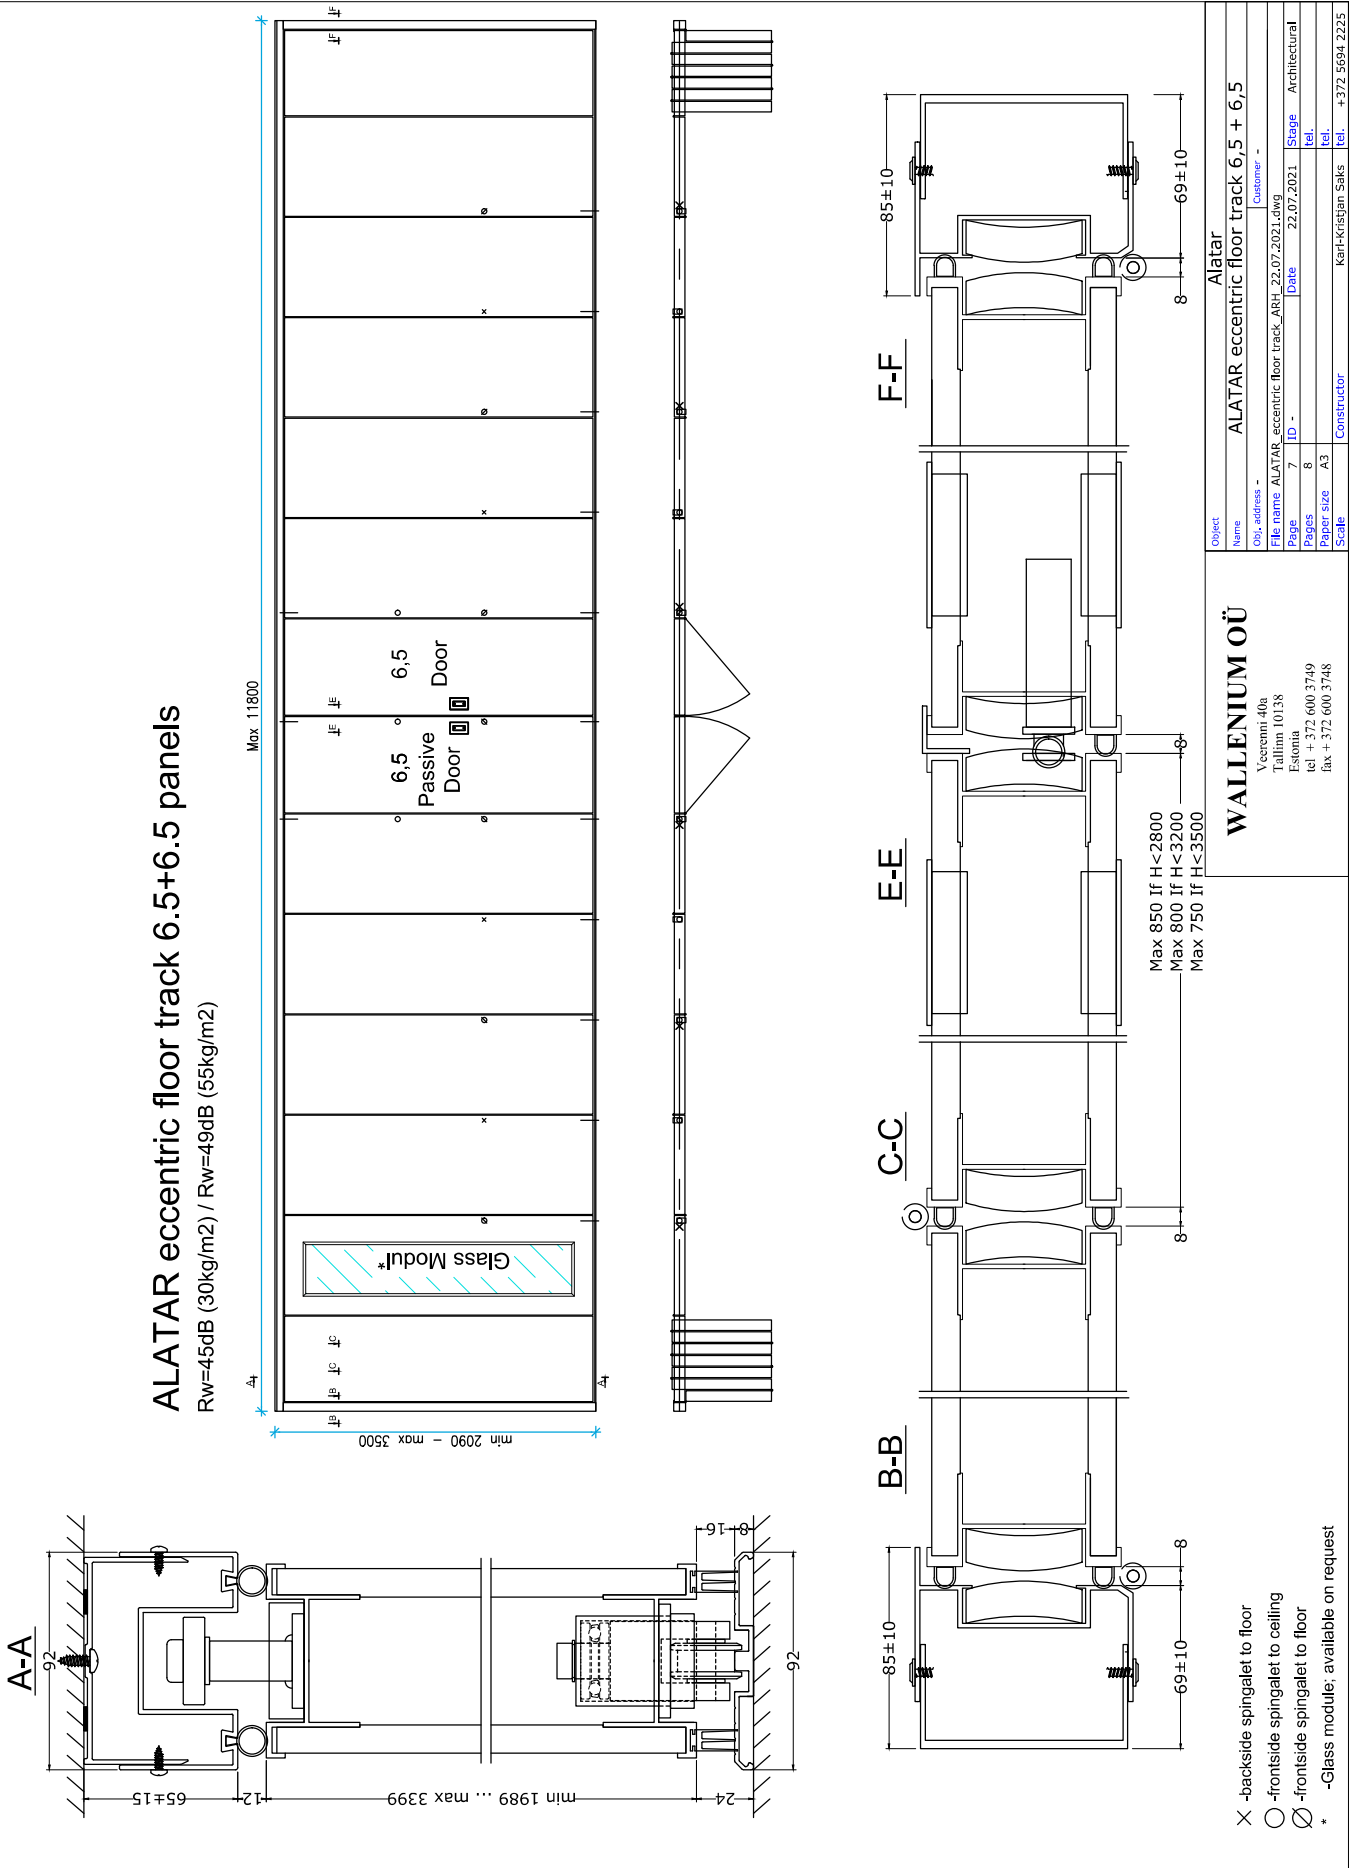 ALATAR eccentric floor track 6.5+6.5 panels
Rw=45dB (30kg/m2) / Rw=49dB (55kg/m2)
Max 11800
min 2090 - max 3500
Glass Modul*
6,5
Passive
Door
6,5
Door
A
A
B
B
C
C
E
E
F
F
A-A
92
65±15
12
min 1989 ... max 3399
24
16
8
92
B-B
85±10
69±10
8
C-C
8
E-E
8
Max 850 If H<2800
Max 800 If H<3200
Max 750 If H<3500
F-F
85±10
69±10
8
X -backside spingalet to floor
○ -frontside spingalet to ceiling
Ø -frontside spingalet to floor
* -Glass module; available on request
WALLENIUM OÜ
Veerenni 40a
Tallinn 10138
Estonia
tel + 372 600 3749
fax + 372 600 3748
Object Alatar
Name ALATAR eccentric floor track 6,5 + 6,5
Obj. address - Customer -
File name ALATAR_eccentric floor track_ARH_22.07.2021.dwg
Page 7 ID - Date 22.07.2021 Stage Architectural
Pages 8 tel.
Paper size A3 tel.
Scale Constructor Karl-Kristjan Saks tel. +372 5694 2225